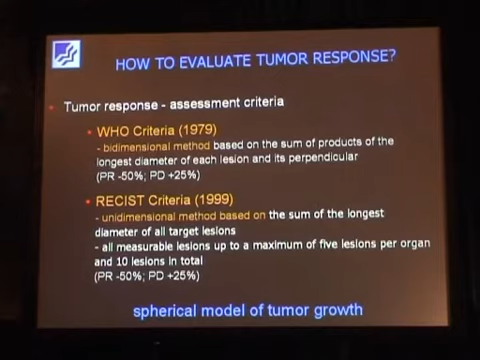 HOW TO EVALUATE TUMOR RESPONSE?
Tumor response - assessment criteria
WHO Criteria (1979)
- bidimensional method based on the sum of products of the
longest diameter of each lesion and its perpendicular
(PR -50%; PD +25%)
RECIST Criteria (1999)
- unidimensional method based on the sum of the longest
diameter of all target lesions
- all measurable lesions up to a maximum of five lesions per organ
and 10 lesions in total
(PR -50%; PD +25%)
spherical model of tumor growth